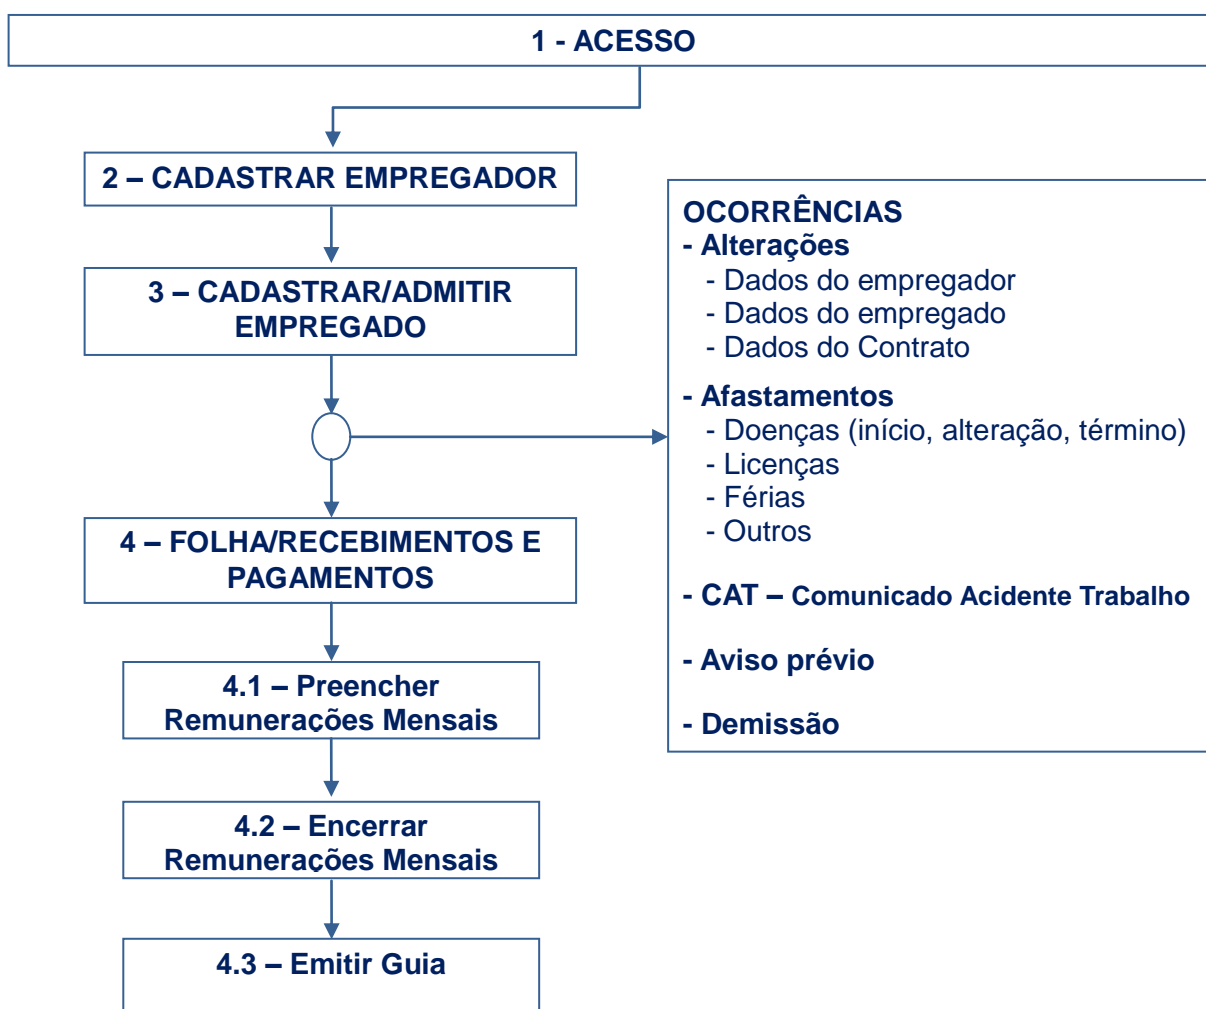 1 - ACESSO
2 – CADASTRAR EMPREGADOR
3 – CADASTRAR/ADMITIR
EMPREGADO
4 – FOLHA/RECEBIMENTOS E
PAGAMENTOS
4.1 – Preencher
Remunerações Mensais
4.2 – Encerrar
Remunerações Mensais
4.3 – Emitir Guia
OCORRÊNCIAS
- Alterações
- Dados do empregador
- Dados do empregado
- Dados do Contrato
- Afastamentos
- Doenças (início, alteração, término)
- Licenças
- Férias
- Outros
- CAT – Comunicado Acidente Trabalho
- Aviso prévio
- Demissão